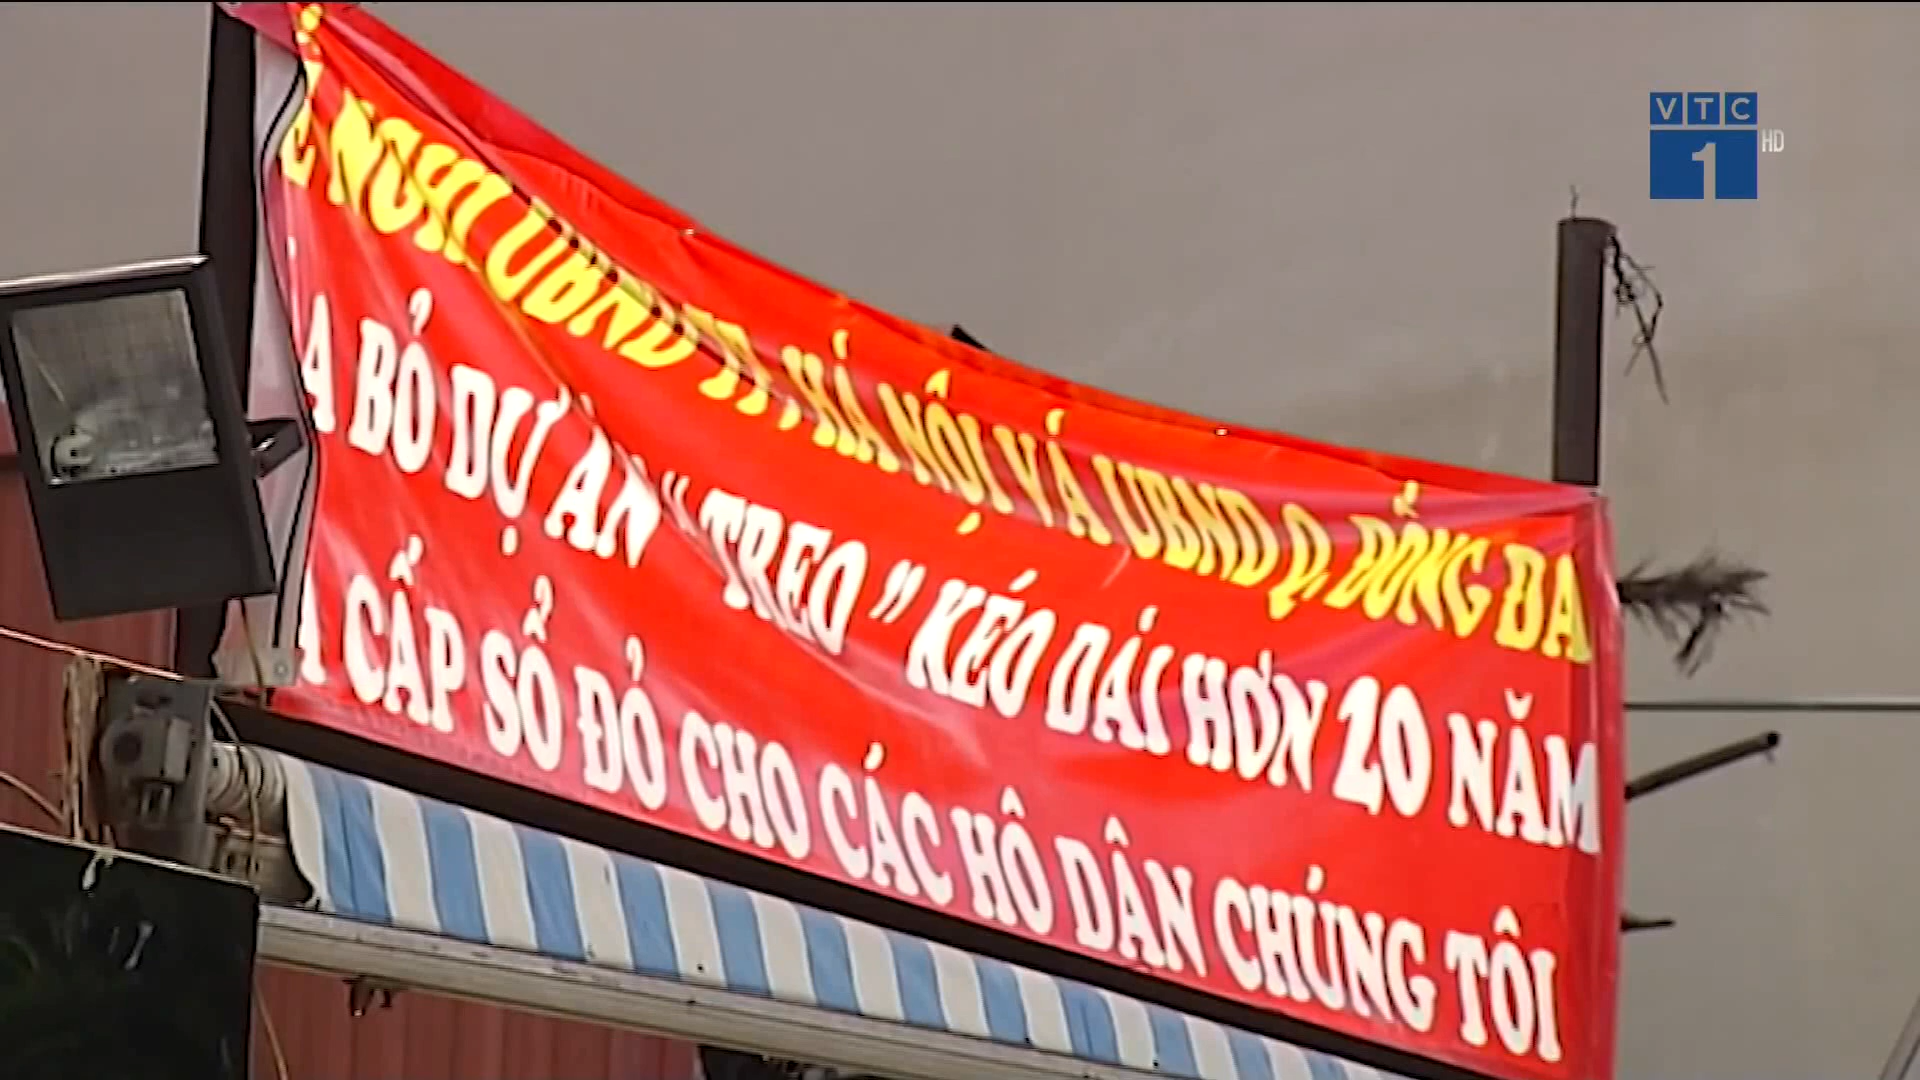 NGHỊ UBND TP. HÀ NỘI VÀ UBND Q. ĐỐNG ĐA
BỎ DỰ ÁN "TREO" KÉO DÀI HƠN 20 NĂM
CẤP SỔ ĐỎ CHO CÁC HỘ DÂN CHÚNG TÔI
VTC
1 HD